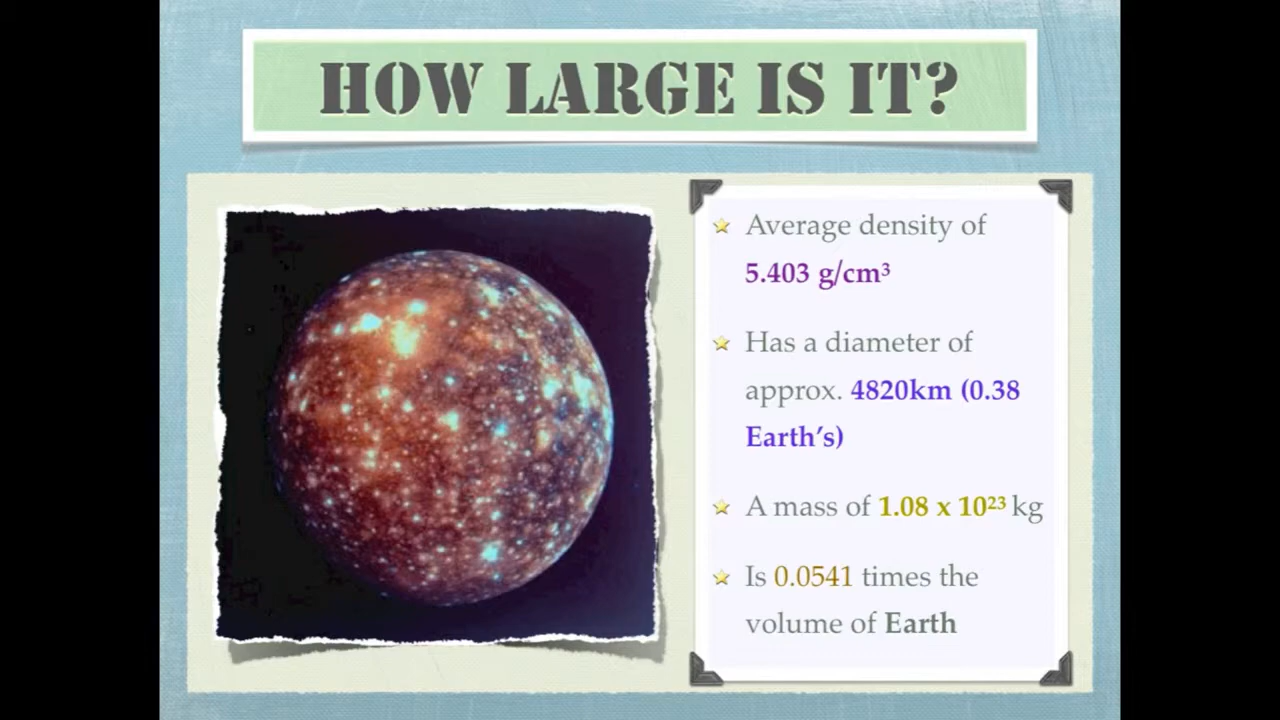 HOW LARGE IS IT?
Average density of
5.403 g/cm³
Has a diameter of
approx. 4820km (0.38
Earth’s)
A mass of 1.08 x 10²³ kg
Is 0.0541 times the
volume of Earth